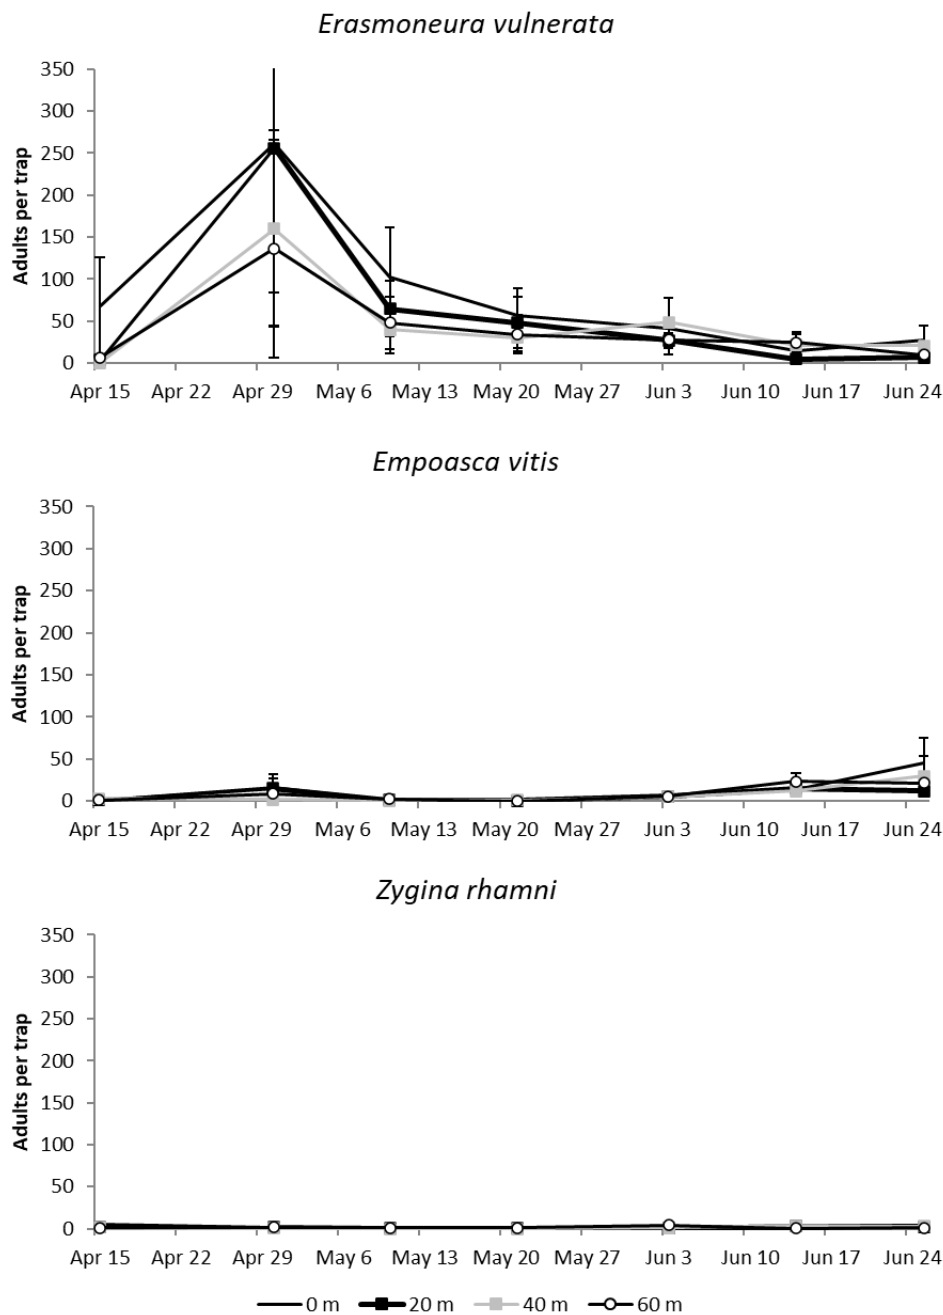 Erasmoneura vulnerata
350
300
250
200
150
100
50
0
Adults per trap
Apr 15 Apr 22 Apr 29 May 6 May 13 May 20 May 27 Jun 3 Jun 10 Jun 17 Jun 24
Empoasca vitis
350
300
250
200
150
100
50
0
Adults per trap
Apr 15 Apr 22 Apr 29 May 6 May 13 May 20 May 27 Jun 3 Jun 10 Jun 17 Jun 24
Zygina rhamni
350
300
250
200
150
100
50
0
Adults per trap
Apr 15 Apr 22 Apr 29 May 6 May 13 May 20 May 27 Jun 3 Jun 10 Jun 17 Jun 24
0 m 20 m 40 m 60 m